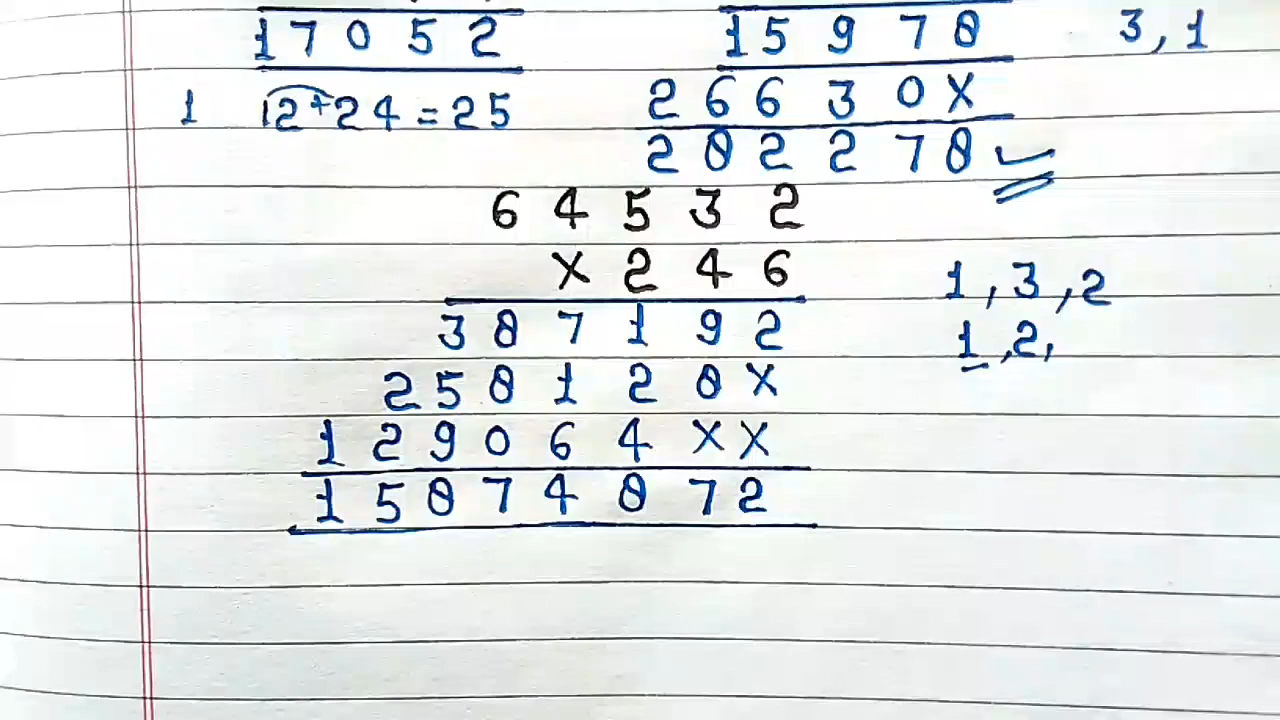 17052 15978 3, 1
1 12+24=25 26630X
282278
64532
X246
1, 3, 2
387192
1, 2,
258128X
129064XX
15874872